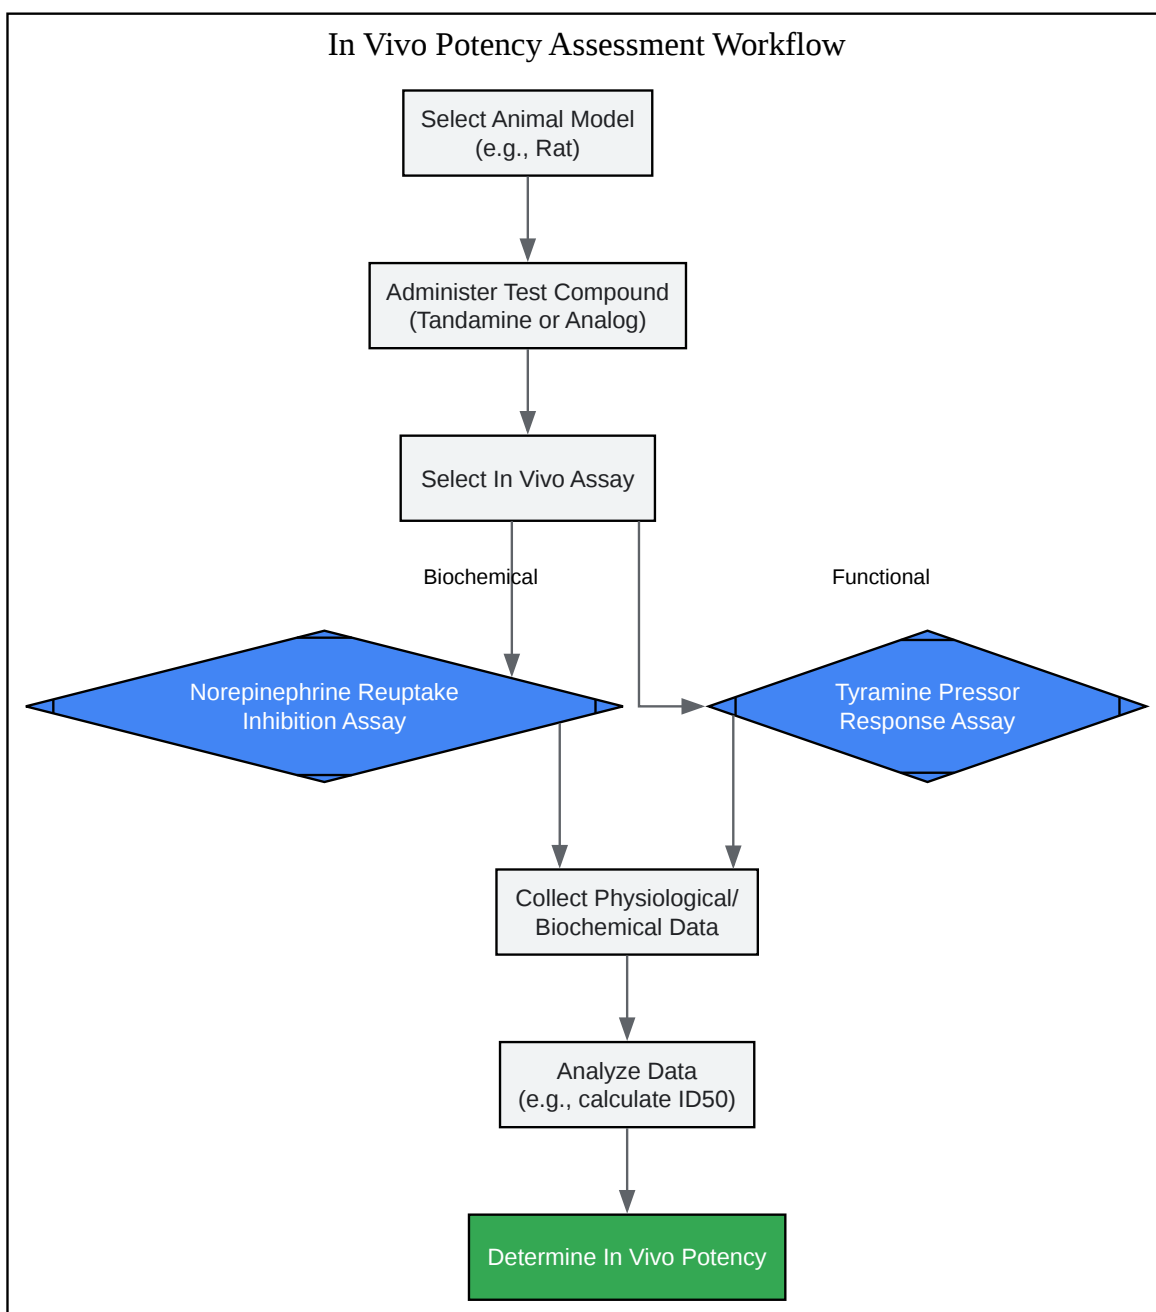 In Vivo Potency Assessment Workflow
Select Animal Model
(e.g., Rat)
Administer Test Compound
(Tandamine or Analog)
Select In Vivo Assay
Biochemical
Functional
Norepinephrine Reuptake
Inhibition Assay
Tyramine Pressor
Response Assay
Collect Physiological/
Biochemical Data
Analyze Data
(e.g., calculate ID50)
Determine In Vivo Potency